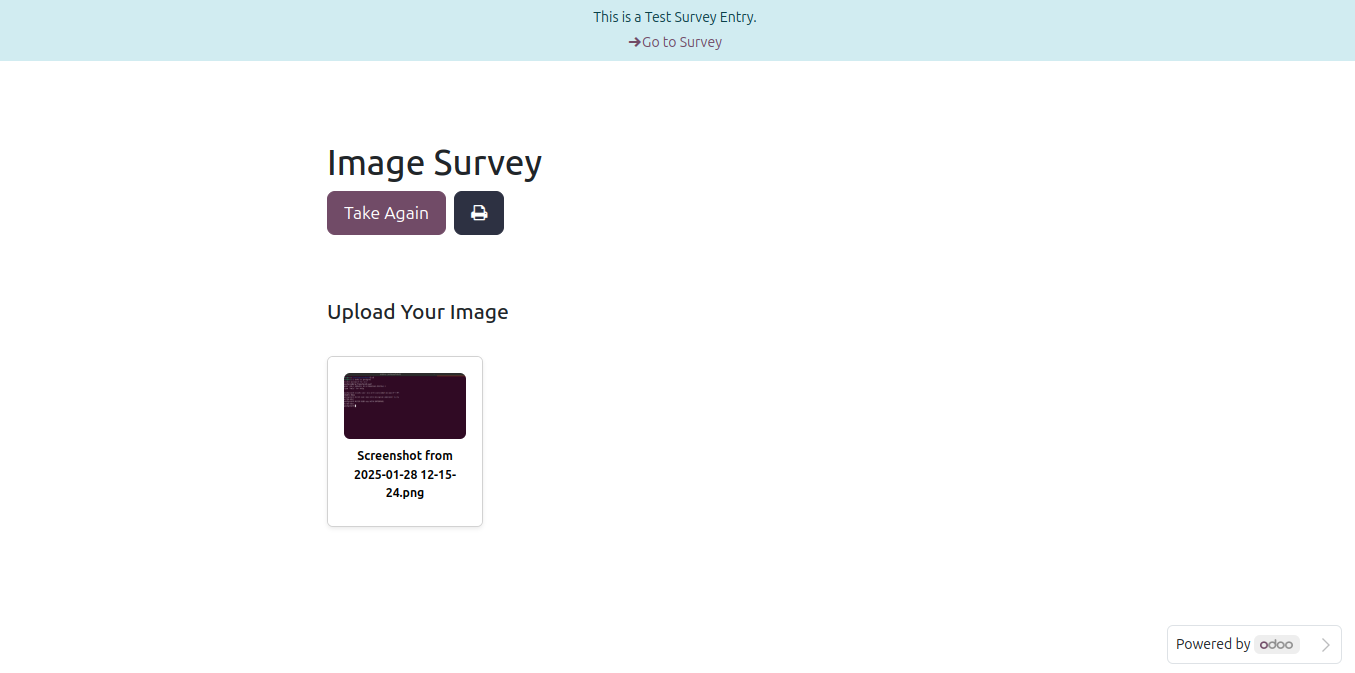 This is a Test Survey Entry.
Go to Survey
Image Survey
Take Again
Upload Your Image
Screenshot from
2025-01-28 12-15-
24.png
Powered by odoo